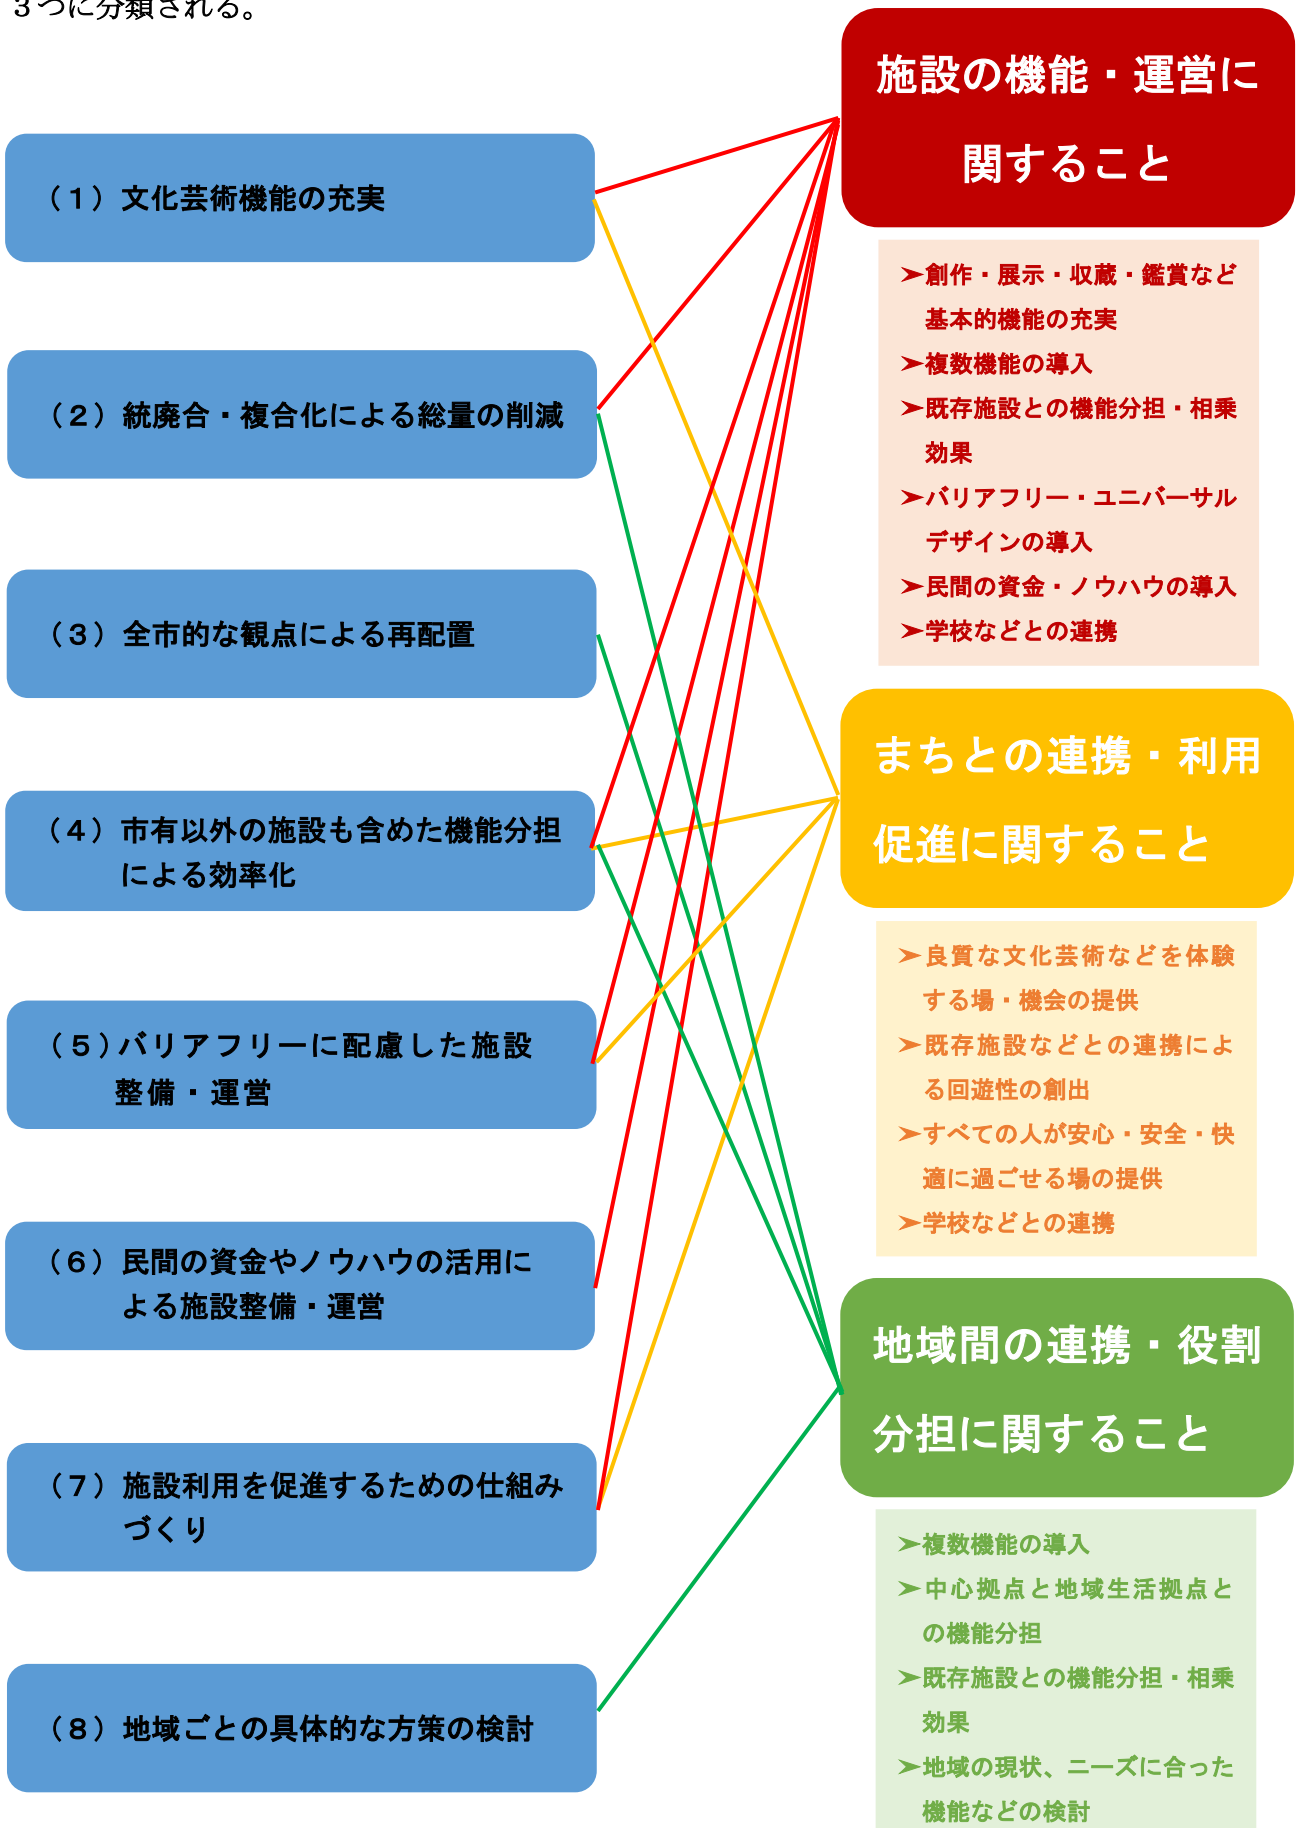 ３つに分類される。
（１）文化芸術機能の充実
（２）統廃合・複合化による総量の削減
（３）全市的な観点による再配置
（４）市有以外の施設も含めた機能分担
による効率化
（５）バリアフリーに配慮した施設
整備・運営
（６）民間の資金やノウハウの活用に
よる施設整備・運営
（７）施設利用を促進するための仕組み
づくり
（８）地域ごとの具体的な方策の検討
施設の機能・運営に
関すること
➢創作・展示・収蔵・鑑賞など
基本的機能の充実
➢複数機能の導入
➢既存施設との機能分担・相乗
効果
➢バリアフリー・ユニバーサル
デザインの導入
➢民間の資金・ノウハウの導入
➢学校などとの連携
まちとの連携・利用
促進に関すること
➢良質な文化芸術などを体験
する場・機会の提供
➢既存施設などとの連携によ
る回遊性の創出
➢すべての人が安心・安全・快
適に過ごせる場の提供
➢学校などとの連携
地域間の連携・役割
分担に関すること
➢複数機能の導入
➢中心拠点と地域生活拠点と
の機能分担
➢既存施設との機能分担・相乗
効果
➢地域の現状、ニーズに合った
機能などの検討